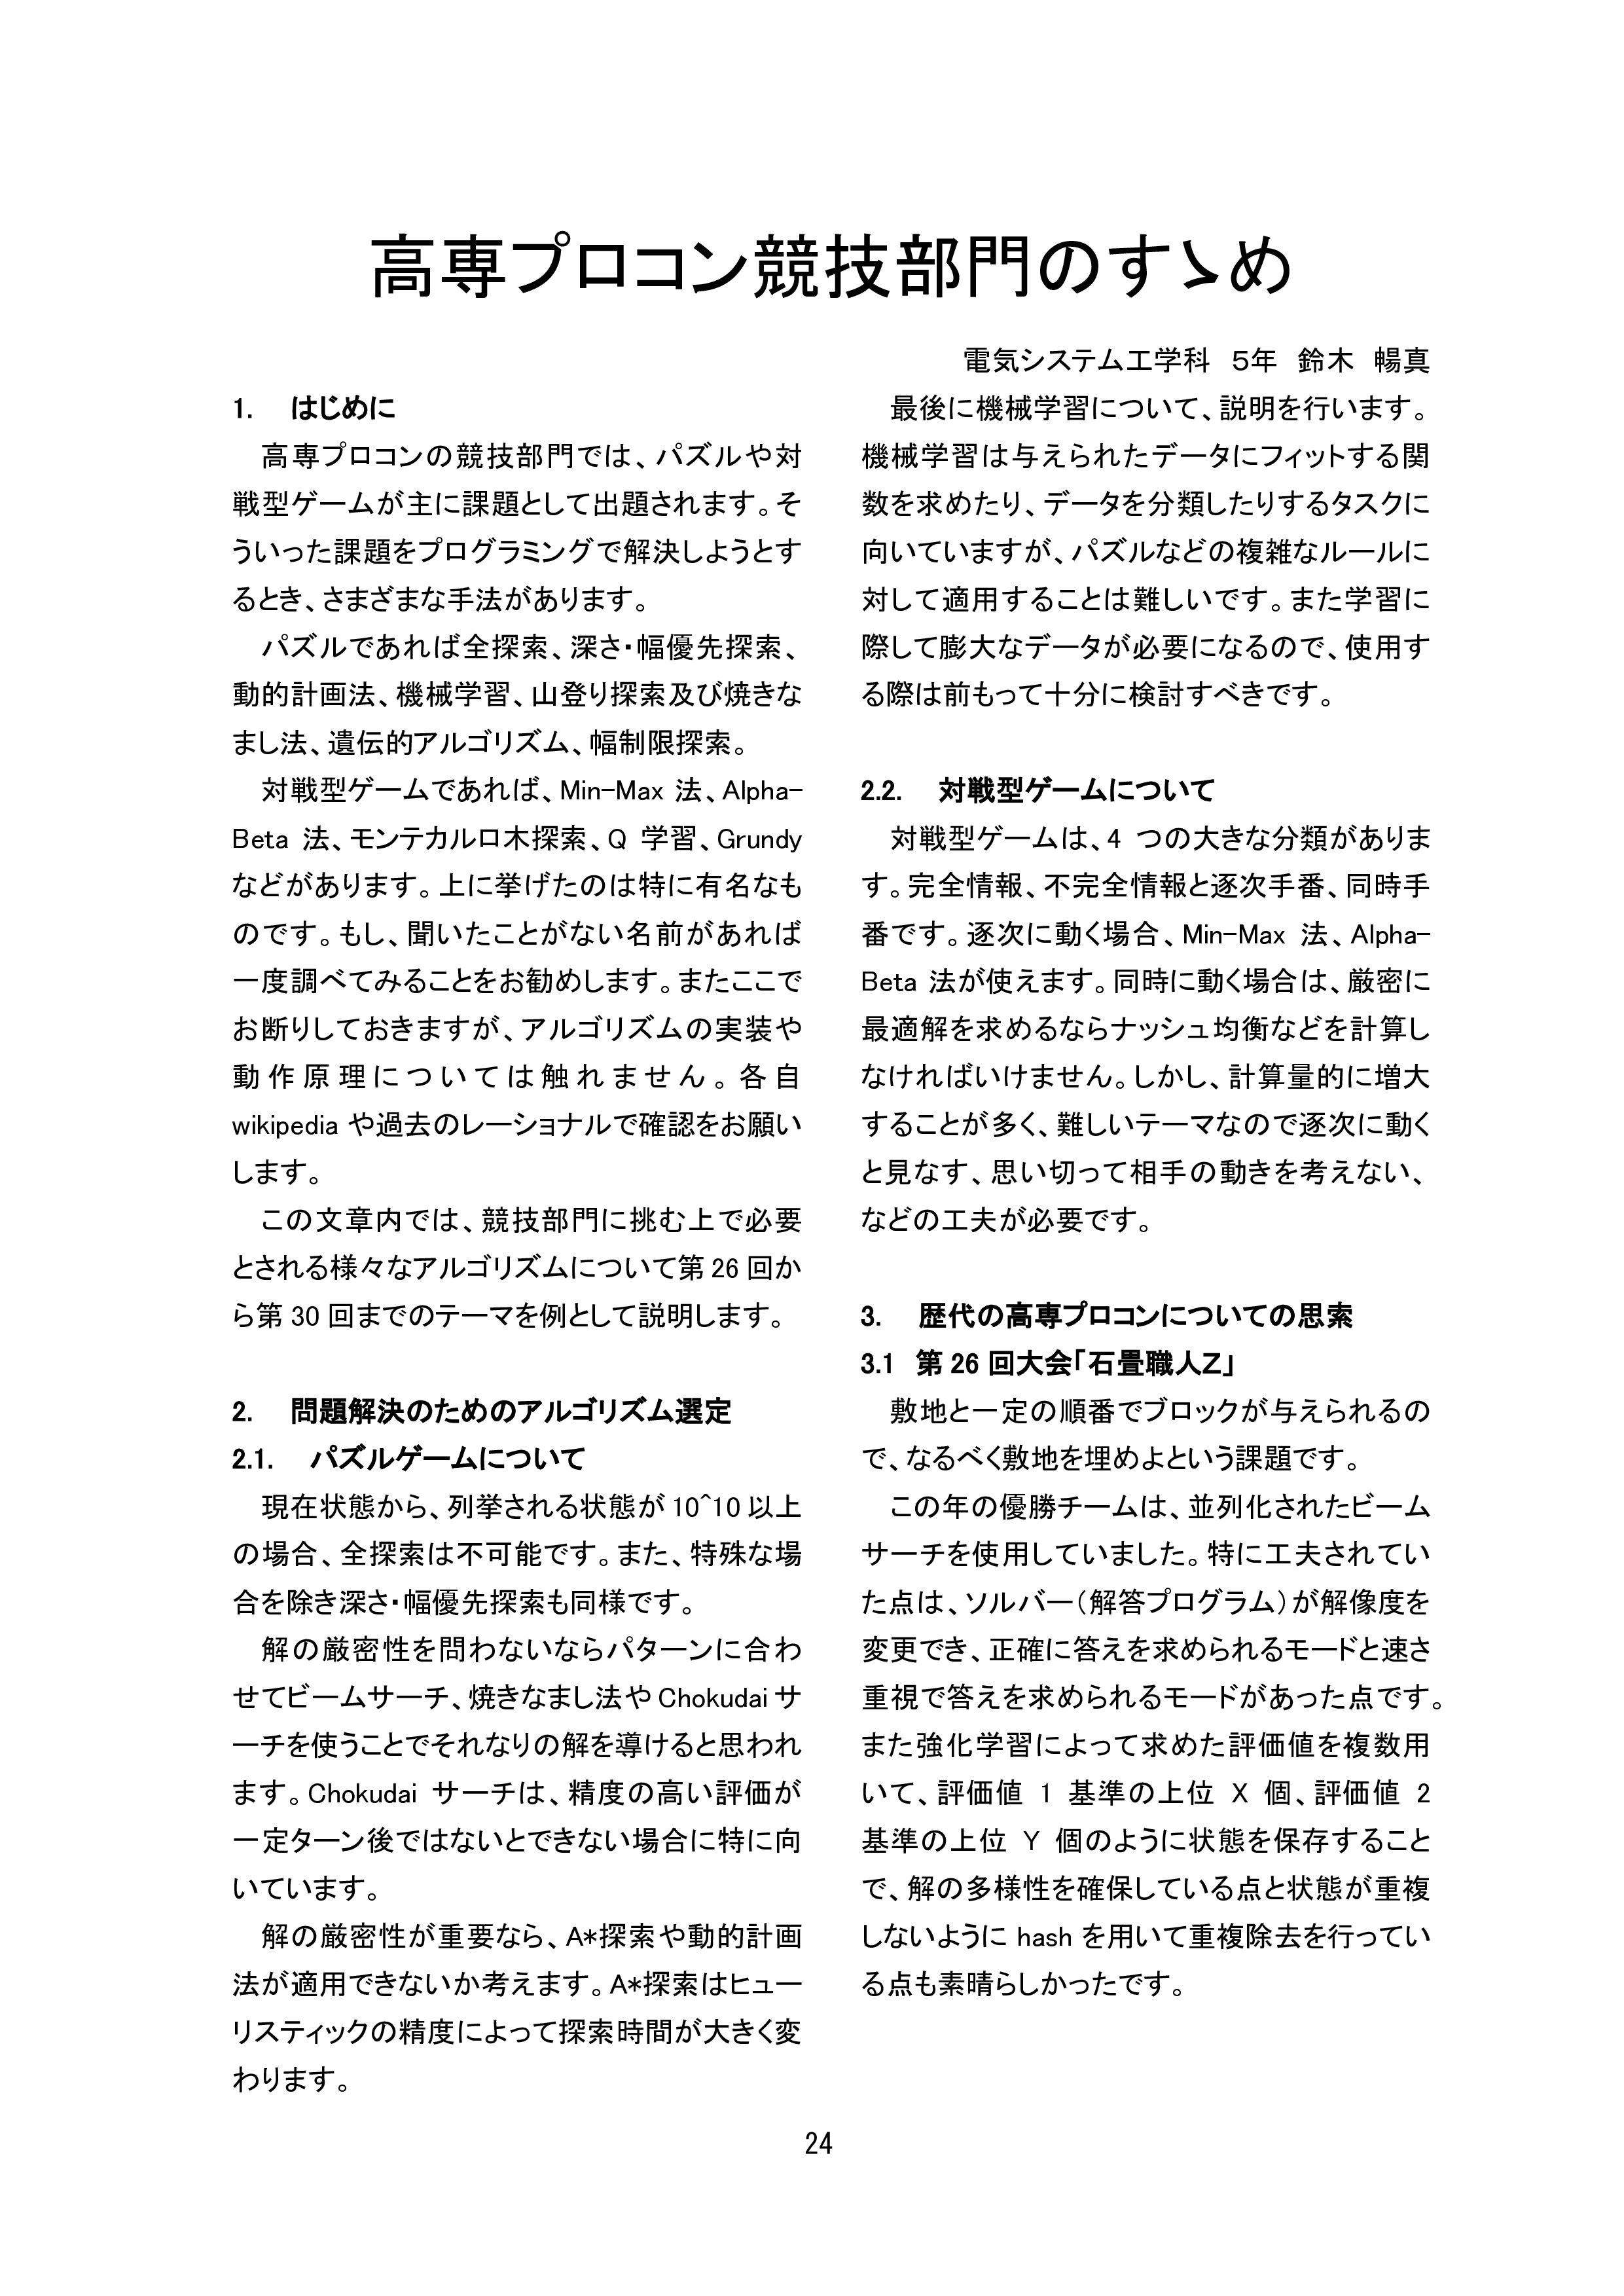 高専プロコン競技部門のすゝめ
電気システム工学科 5年 鈴木 暢真
1. はじめに
高専プロコンの競技部門では、パズルや対
戦型ゲームが主に課題として出題されます。そ
ういった課題をプログラミングで解決しようとす
るとき、さまざまな手法があります。
パズルであれば全探索、深さ・幅優先探索、
動的計画法、機械学習、山登り探索及び焼きな
まし法、遺伝的アルゴリズム、幅制限探索。
対戦型ゲームであれば、Min-Max 法、Alpha-
Beta 法、モンテカルロ木探索、Q 学習、Grundy
などがあります。上に挙げたのは特に有名なも
のです。もし、聞いたことがない名前があれば
一度調べてみることをお勧めします。またここで
お断りしておきますが、アルゴリズムの実装や
動作原理については触れません。各自
wikipedia や過去のレーショナルで確認をお願い
します。
この文章内では、競技部門に挑む上で必要
とされる様々なアルゴリズムについて第 26 回か
ら第 30 回までのテーマを例として説明します。
2. 問題解決のためのアルゴリズム選定
2.1. パズルゲームについて
現在状態から、列挙される状態が 10^10 以上
の場合、全探索は不可能です。また、特殊な場
合を除き深さ・幅優先探索も同様です。
解の厳密性を問わないならパターンに合わ
せてビームサーチ、焼きなまし法や Chokudai サ
ーチを使うことでそれなりの解を導けると思われ
ます。Chokudai サーチは、精度の高い評価が
一定ターン後ではないとできない場合に特に向
いています。
解の厳密性が重要なら、A*探索や動的計画
法が適用できないか考えます。A*探索はヒュー
リスティックの精度によって探索時間が大きく変
わります。
最後に機械学習について、説明を行います。
機械学習は与えられたデータにフィットする関
数を求めたり、データを分類したりするタスクに
向いていますが、パズルなどの複雑なルールに
対して適用することは難しいです。また学習に
際して膨大なデータが必要になるので、使用す
る際は前もって十分に検討すべきです。
2.2. 対戦型ゲームについて
対戦型ゲームは、4 つの大きな分類がありま
す。完全情報、不完全情報と逐次手番、同時手
番です。逐次に動く場合、Min-Max 法、Alpha-
Beta 法が使えます。同時に動く場合は、厳密に
最適解を求めるならナッシュ均衡などを計算し
なければいけません。しかし、計算量的に増大
することが多く、難しいテーマなので逐次に動く
と見なす、思い切って相手の動きを考えない、
などの工夫が必要です。
3. 歴代の高専プロコンについての思索
3.1 第 26 回大会「石畳職人Z」
敷地と一定の順番でブロックが与えられるの
で、なるべく敷地を埋めよという課題です。
この年の優勝チームは、並列化されたビーム
サーチを使用していました。特に工夫されてい
た点は、ソルバー（解答プログラム）が解像度を
変更でき、正確に答えを求められるモードと速さ
重視で答えを求められるモードがあった点です。
また強化学習によって求めた評価値を複数用
いて、評価値 1 基準の上位 X 個、評価値 2
基準の上位 Y 個のように状態を保存すること
で、解の多様性を確保している点と状態が重複
しないように hash を用いて重複除去を行ってい
る点も素晴らしかったです。
24